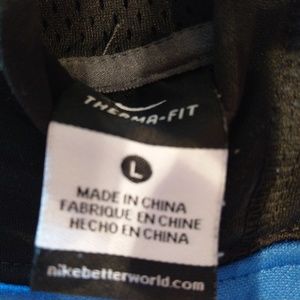 THERMA-FIT
L
MADE IN CHINA
FABRIQUE EN CHINE
HECHO EN CHINA
nikebetterworld.com